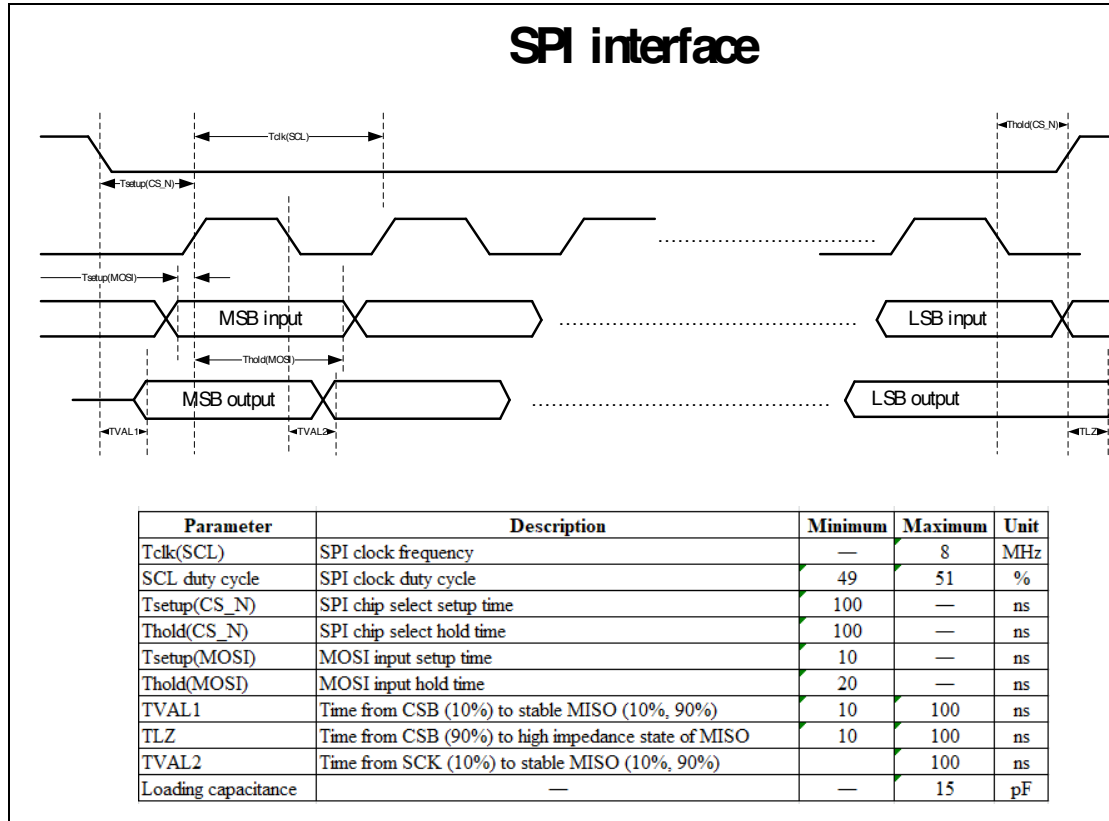 SPI interface
Tclk(SCL)
Thold(CS_N)
Tsetup(CS_N)
Tsetup(MOSI)
MSB input
LSB input
Thold(MOSI)
MSB output
LSB output
TVAL1
TVAL2
TLZ
Parameter Description Minimum Maximum Unit
Tclk(SCL) SPI clock frequency — 8 MHz
SCL duty cycle SPI clock duty cycle 49 51 %
Tsetup(CS_N) SPI chip select setup time 100 — ns
Thold(CS_N) SPI chip select hold time 100 — ns
Tsetup(MOSI) MOSI input setup time 10 — ns
Thold(MOSI) MOSI input hold time 20 — ns
TVAL1 Time from CSB (10%) to stable MISO (10%, 90%) 10 100 ns
TLZ Time from CSB (90%) to high impedance state of MISO 10 100 ns
TVAL2 Time from SCK (10%) to stable MISO (10%, 90%) 100 ns
Loading capacitance — — 15 pF